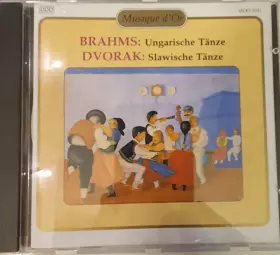 Musique d'Or
BRAHMS: Ungarische Tänze
DVORAK: Slawische Tänze